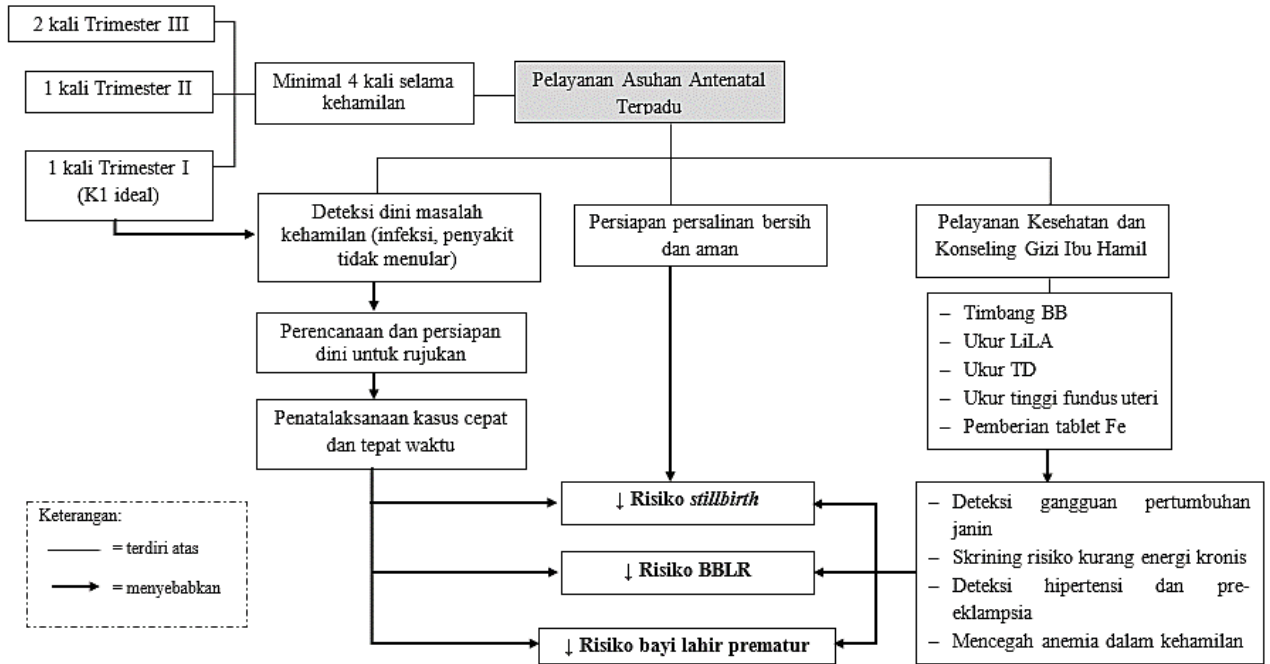 2 kali Trimester III
1 kali Trimester II
1 kali Trimester I
(K1 ideal)
Minimal 4 kali selama
kehamilan
Pelayanan Asuhan Antenatal
Terpadu
Deteksi dini masalah
kehamilan (infeksi, penyakit
tidak menular)
Perencanaan dan persiapan
dini untuk rujukan
Penatalaksanaan kasus cepat
dan tepat waktu
Persiapan persalinan bersih
dan aman
Pelayanan Kesehatan dan
Konseling Gizi Ibu Hamil
– Timbang BB
– Ukur LiLA
– Ukur TD
– Ukur tinggi fundus uteri
– Pemberian tablet Fe
↓ Risiko stillbirth
↓ Risiko BBLR
↓ Risiko bayi lahir prematur
– Deteksi gangguan pertumbuhan
janin
– Skrining risiko kurang energi kronis
– Deteksi hipertensi dan pre-
eklampsia
– Mencegah anemia dalam kehamilan
Keterangan:
= terdiri atas
= menyebabkan